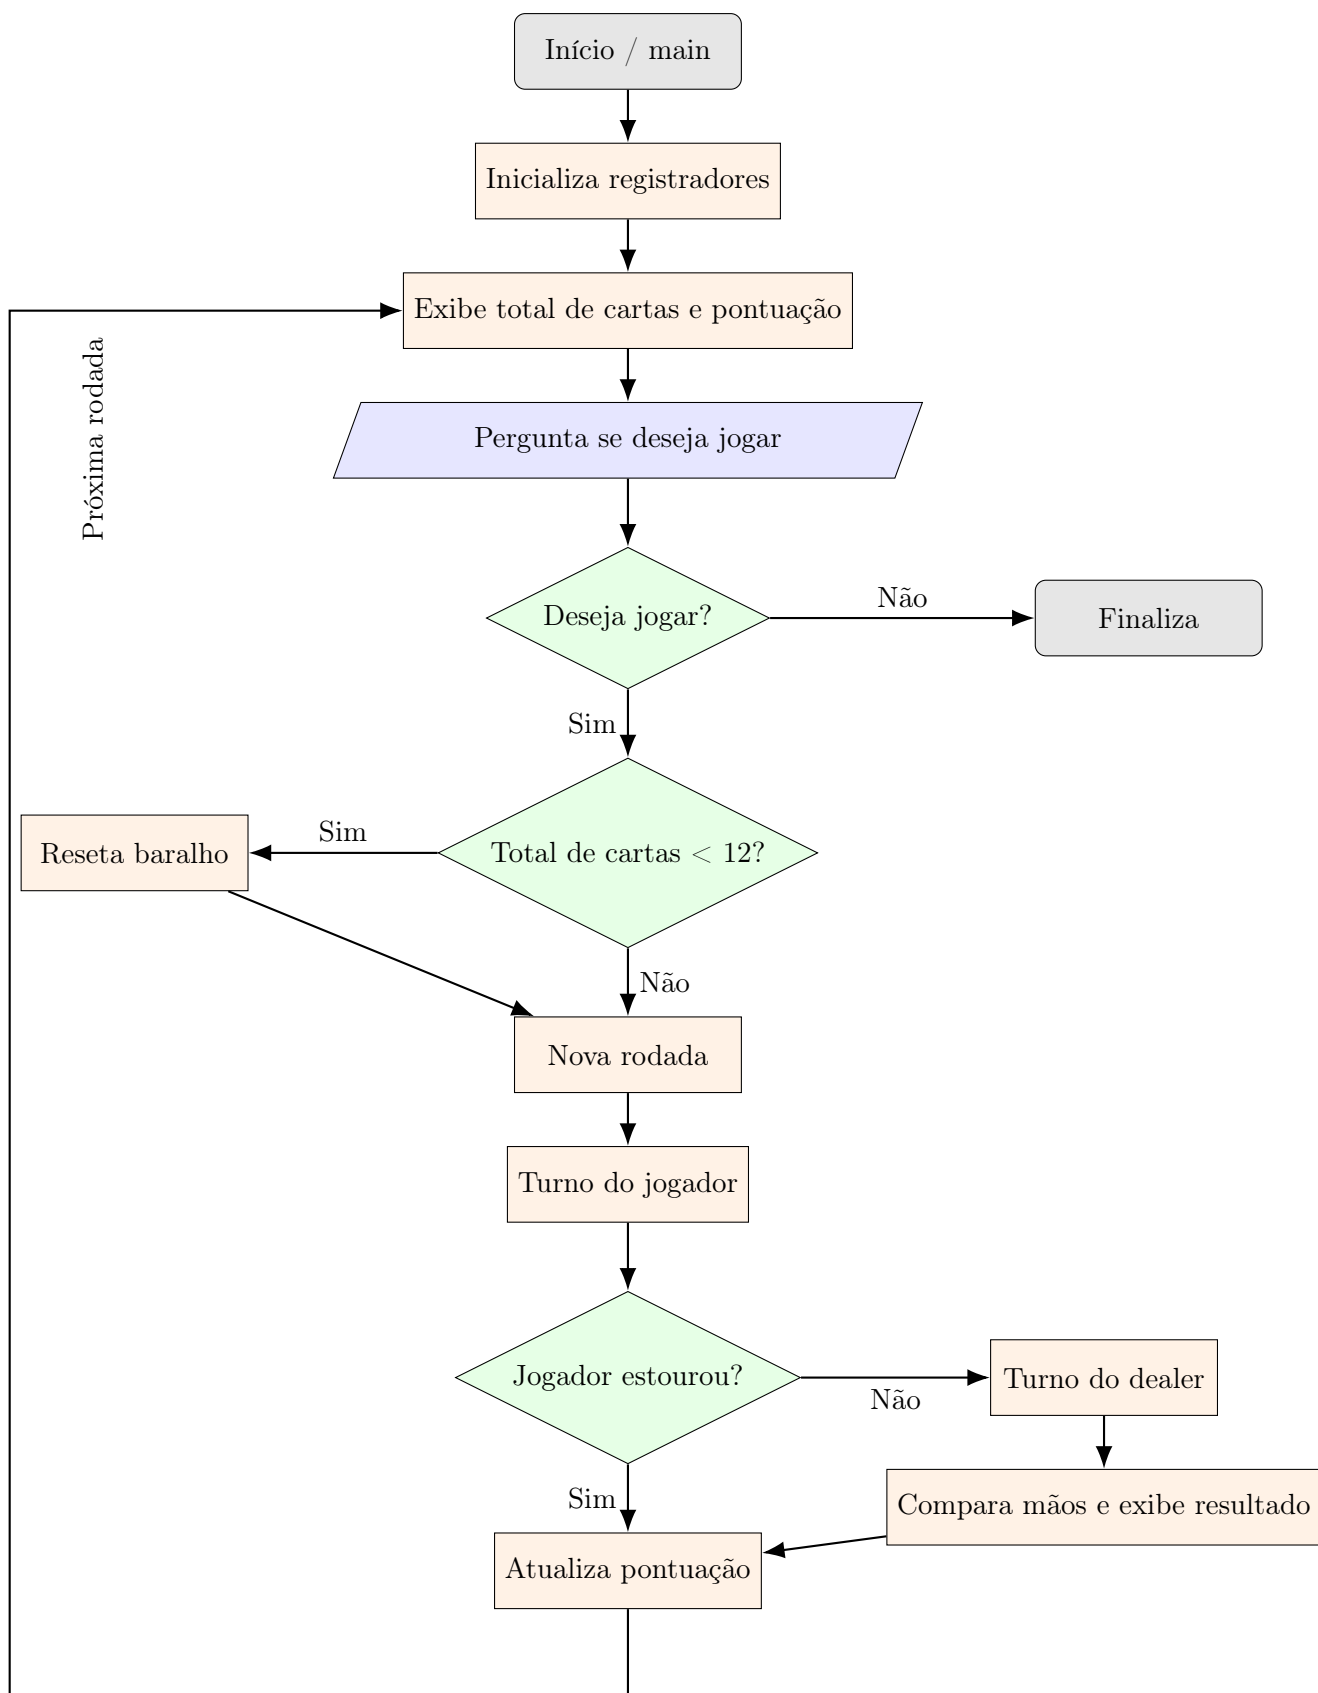 Início / main
Inicializa registradores
Exibe total de cartas e pontuação
Próxima rodada
Pergunta se deseja jogar
Deseja jogar?
Não
Finaliza
Sim
Total de cartas < 12?
Sim
Reseta baralho
Não
Nova rodada
Turno do jogador
Jogador estourou?
Não
Turno do dealer
Sim
Compara mãos e exibe resultado
Atualiza pontuação